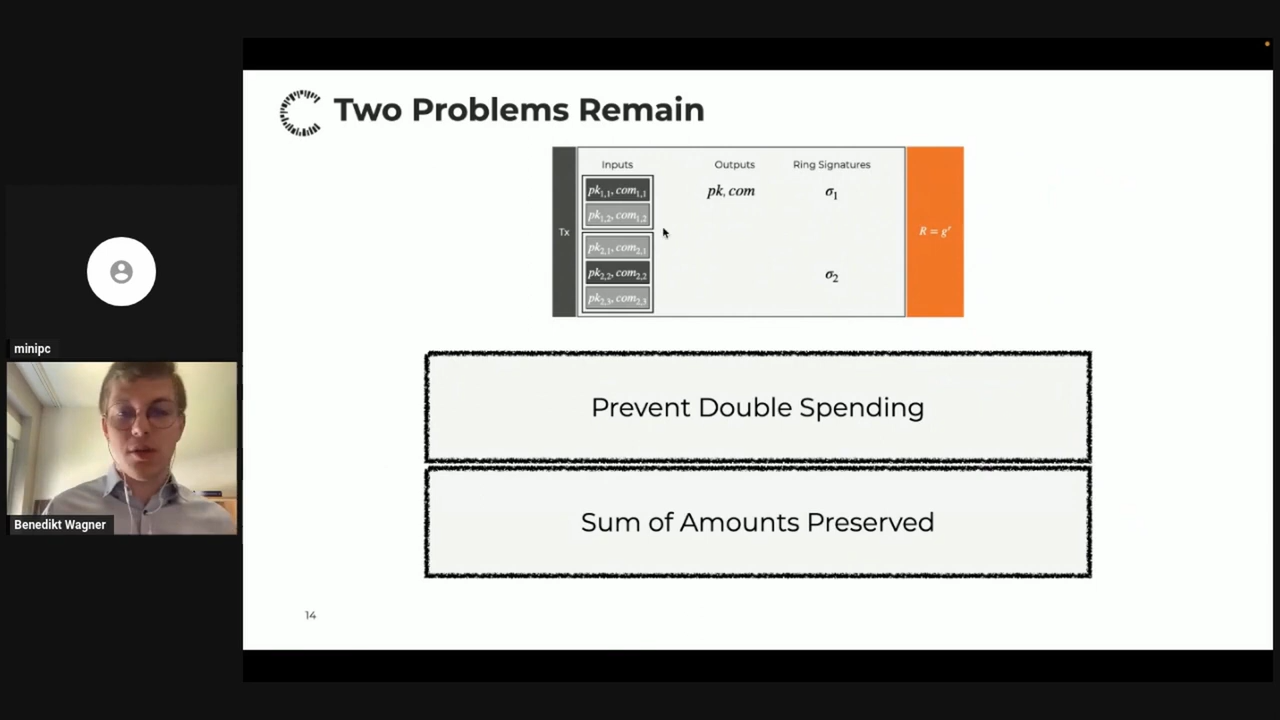 Two Problems Remain
Inputs Outputs Ring Signatures
pk1,1, com1,1 pk, com σ1
pk1,2, com1,2
Tx R = g^r
pk2,1, com2,1
pk2,2, com2,2 σ2
pk2,3, com2,3
minipc
Prevent Double Spending
Benedikt Wagner
Sum of Amounts Preserved
14